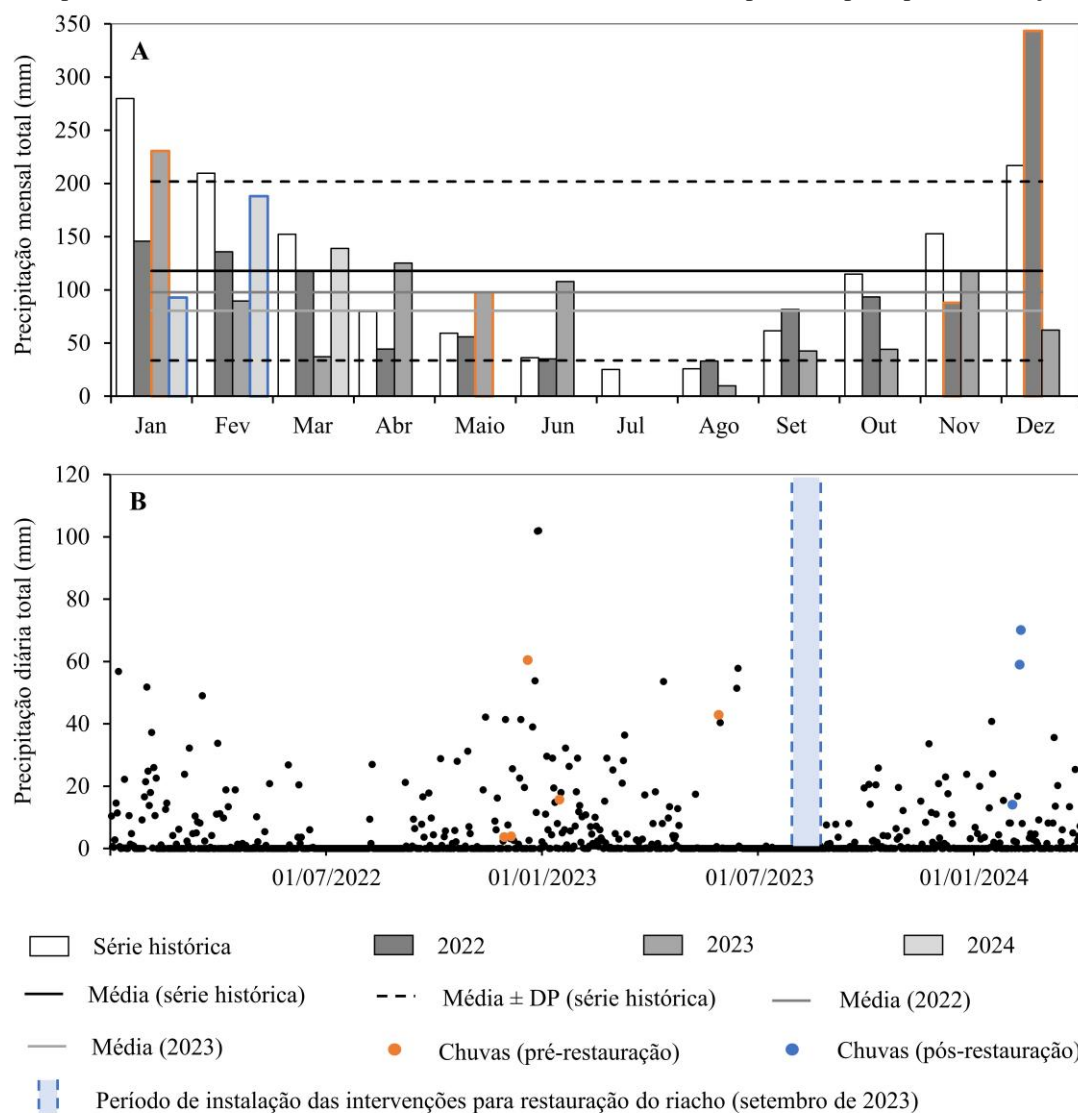 A
Precipitação mensal total (mm)
350
300
250
200
150
100
50
0
Jan Fev Mar Abr Maio Jun Jul Ago Set Out Nov Dez
B
Precipitação diária total (mm)
120
100
80
60
40
20
0
01/07/2022 01/01/2023 01/07/2023 01/01/2024
Série histórica 2022 2023 2024
Média (série histórica) Média ± DP (série histórica) Média (2022)
Média (2023) Chuvas (pré-restauração) Chuvas (pós-restauração)
Período de instalação das intervenções para restauração do riacho (setembro de 2023)